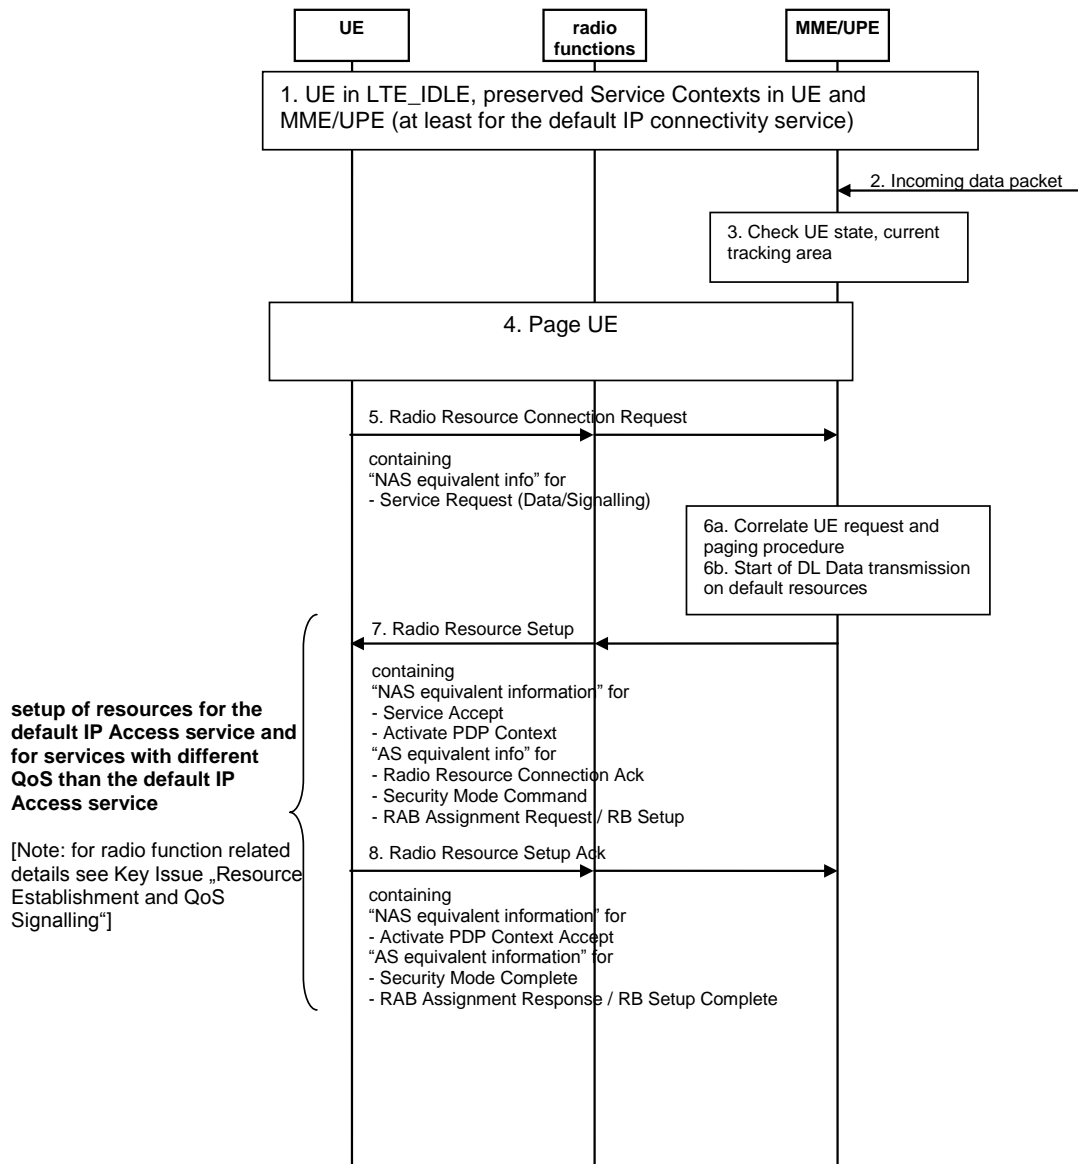 UE
radio
functions
MME/UPE
1. UE in LTE_IDLE, preserved Service Contexts in UE and
MME/UPE (at least for the default IP connectivity service)
2. Incoming data packet
3. Check UE state, current
tracking area
4. Page UE
5. Radio Resource Connection Request
containing
“NAS equivalent info” for
- Service Request (Data/Signalling)
6a. Correlate UE request and
paging procedure
6b. Start of DL Data transmission
on default resources
7. Radio Resource Setup
containing
“NAS equivalent information” for
- Service Accept
- Activate PDP Context
“AS equivalent info” for
- Radio Resource Connection Ack
- Security Mode Command
- RAB Assignment Request / RB Setup
setup of resources for the
default IP Access service and
for services with different
QoS than the default IP
Access service
[Note: for radio function related
details see Key Issue „Resource
Establishment and QoS
Signalling“]
8. Radio Resource Setup Ack
containing
“NAS equivalent information” for
- Activate PDP Context Accept
“AS equivalent information” for
- Security Mode Complete
- RAB Assignment Response / RB Setup Complete